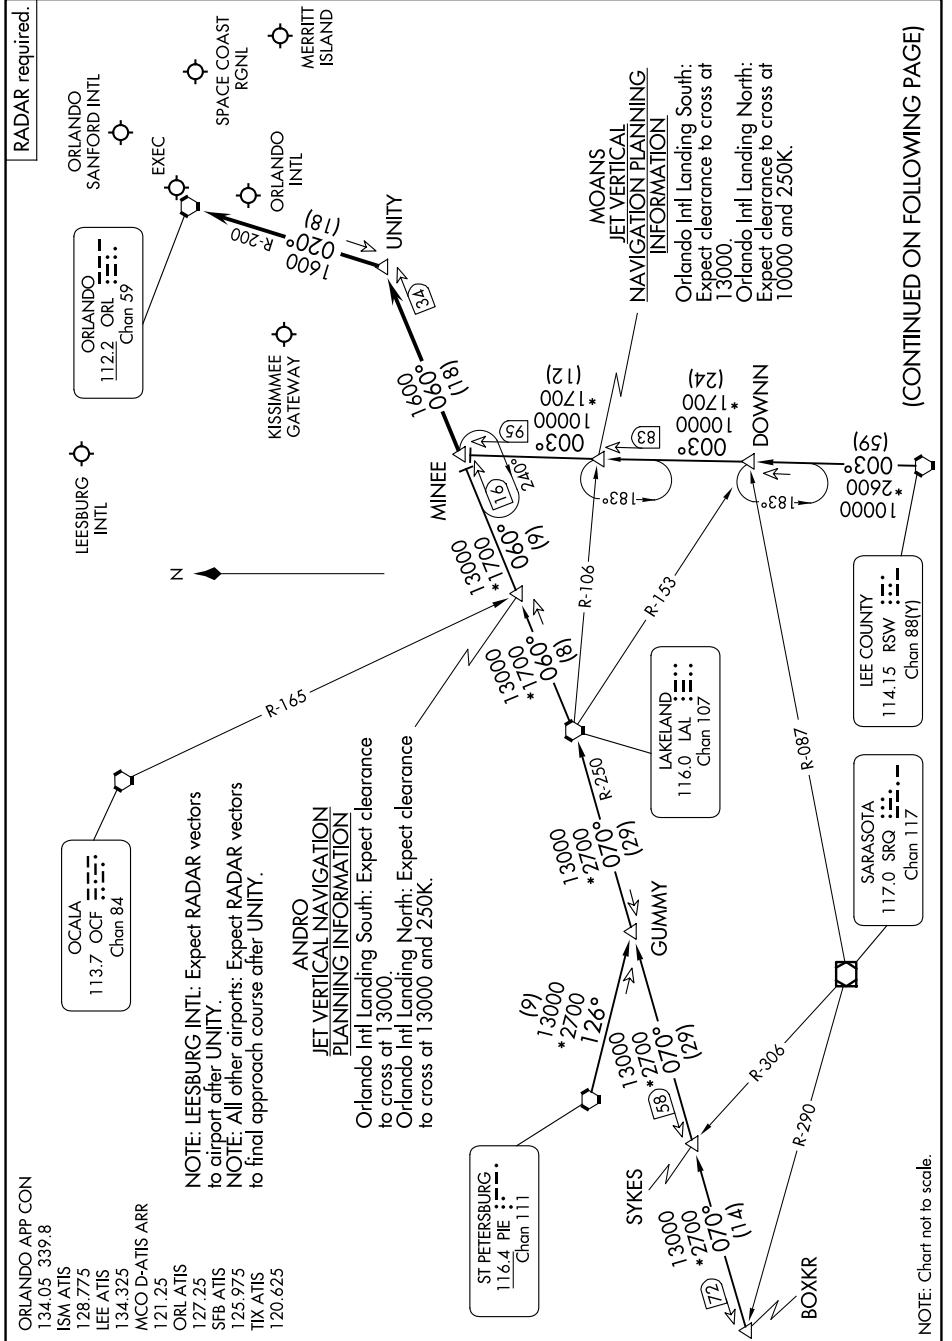 RADAR required.
ORLANDO APP CON
134.05 339.8
ISM ATIS
128.775
LEE ATIS
134.325
MCO D-ATIS ARR
121.25
ORL ATIS
127.25
SFB ATIS
125.975
TIX ATIS
120.625
NOTE: LEESBURG INTL: Expect RADAR vectors
to airport after UNITY.
NOTE: All other airports: Expect RADAR vectors
to final approach course after UNITY.
OCALA
113.7 OCF
Chan 84
R-165
N
LEESBURG
INTL
ORLANDO
112.2 ORL
Chan 59
ORLANDO
SANFORD INTL
EXEC
SPACE COAST
RGNL
MERRITT
ISLAND
ORLANDO
INTL
KISSIMMEE
GATEWAY
R-200
1600
020°
(18)
UNITY
34
1600
060°
(18)
MINEE
16
240°
95
13000
*1700
060°
(9)
13000
*1700
060°
(8)
ANDRO
JET VERTICAL NAVIGATION
PLANNING INFORMATION
Orlando Intl Landing South: Expect clearance
to cross at 13000.
Orlando Intl Landing North: Expect clearance
to cross at 13000 and 250K.
MOANS
JET VERTICAL
NAVIGATION PLANNING
INFORMATION
Orlando Intl Landing South:
Expect clearance to cross at
13000.
Orlando Intl Landing North:
Expect clearance to cross at
10000 and 250K.
003°
10000
*1700
(12)
83
183°
003°
10000
*1700
(24)
DOWNN
183°
10000
*2600
003°
(59)
R-106
R-153
R-087
LAKELAND
116.0 LAL
Chan 107
R-250
13000
*2700
070°
(29)
GUMMY
(9)
13000
*2700
126°
ST PETERSBURG
116.4 PIE
Chan 111
13000
*2700
070°
(29)
58
SYKES
13000
*2700
070°
(14)
72
BOXKR
R-306
R-290
SARASOTA
117.0 SRQ
Chan 117
LEE COUNTY
114.15 RSW
Chan 88(Y)
NOTE: Chart not to scale.
(CONTINUED ON FOLLOWING PAGE)